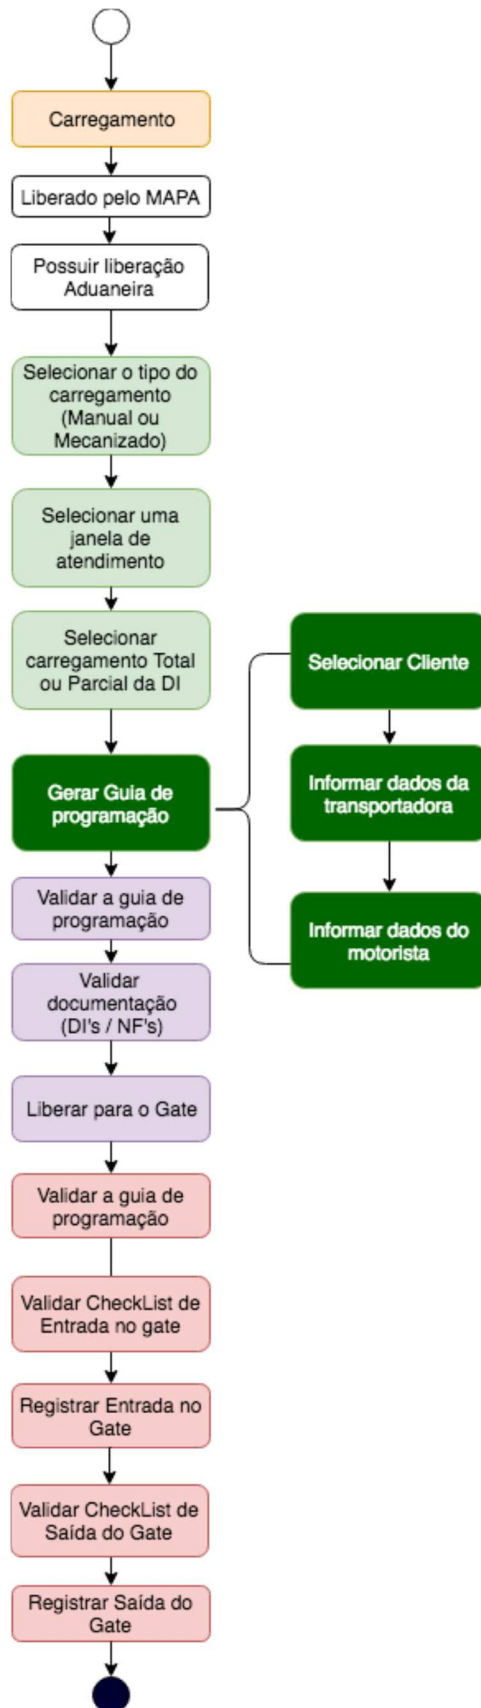 Carregamento
Liberado pelo MAPA
Possuir liberação
Aduaneira
Selecionar o tipo do
carregamento
(Manual ou
Mecanizado)
Selecionar uma
janela de
atendimento
Selecionar
carregamento Total
ou Parcial da DI
Gerar Guia de
programação
Selecionar Cliente
Informar dados da
transportadora
Informar dados do
motorista
Validar a guia de
programação
Validar
documentação
(DI's / NF's)
Liberar para o Gate
Validar a guia de
programação
Validar CheckList de
Entrada no gate
Registrar Entrada no
Gate
Validar CheckList de
Saída do Gate
Registrar Saída do
Gate